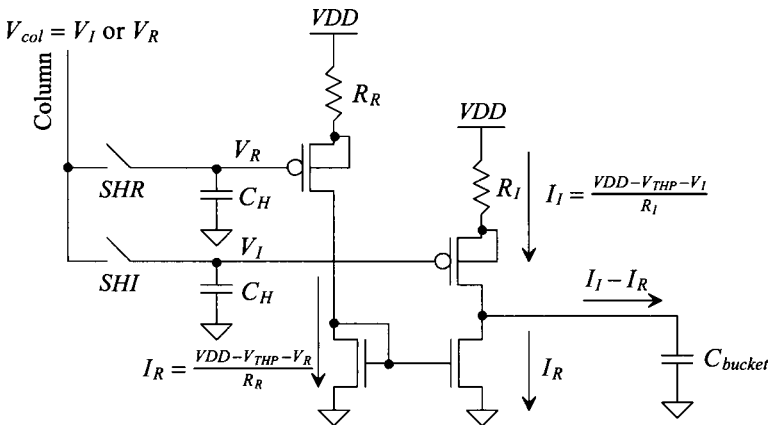 VDD
V_col = V_I or V_R
Column
R_R
VDD
V_R
SHR
C_H
R_I
I_I = (VDD−V_THP−V_I)/R_I
V_I
SHI
C_H
I_I − I_R
I_R = (VDD−V_THP−V_R)/R_R
I_R
C_bucket